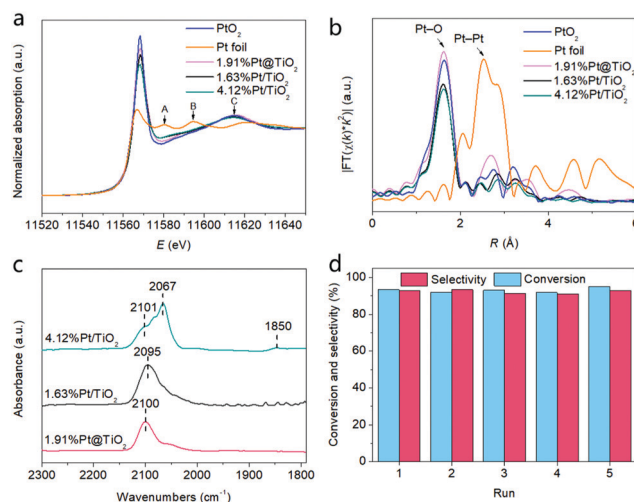 a
PtO2
Pt foil
1.91%Pt@TiO2
1.63%Pt/TiO2
4.12%Pt/TiO2
A
B
C
Normalized absorption (a.u.)
11520 11560 11600 11640
E (eV)
b
Pt–O
Pt–Pt
PtO2
Pt foil
1.91%Pt@TiO2
1.63%Pt/TiO2
4.12%Pt/TiO2
|FT(χ(k)*k²)| (a.u.)
0 2 4 6
R (Å)
c
2067
2101
1850
4.12%Pt/TiO2
2095
1.63%Pt/TiO2
2100
1.91%Pt@TiO2
Absorbance (a.u.)
2300 2200 2100 2000 1900 1800
Wavenumbers (cm⁻¹)
d
Selectivity
Conversion
Conversion and selectivity (%)
100
80
60
40
20
0
1 2 3 4 5
Run